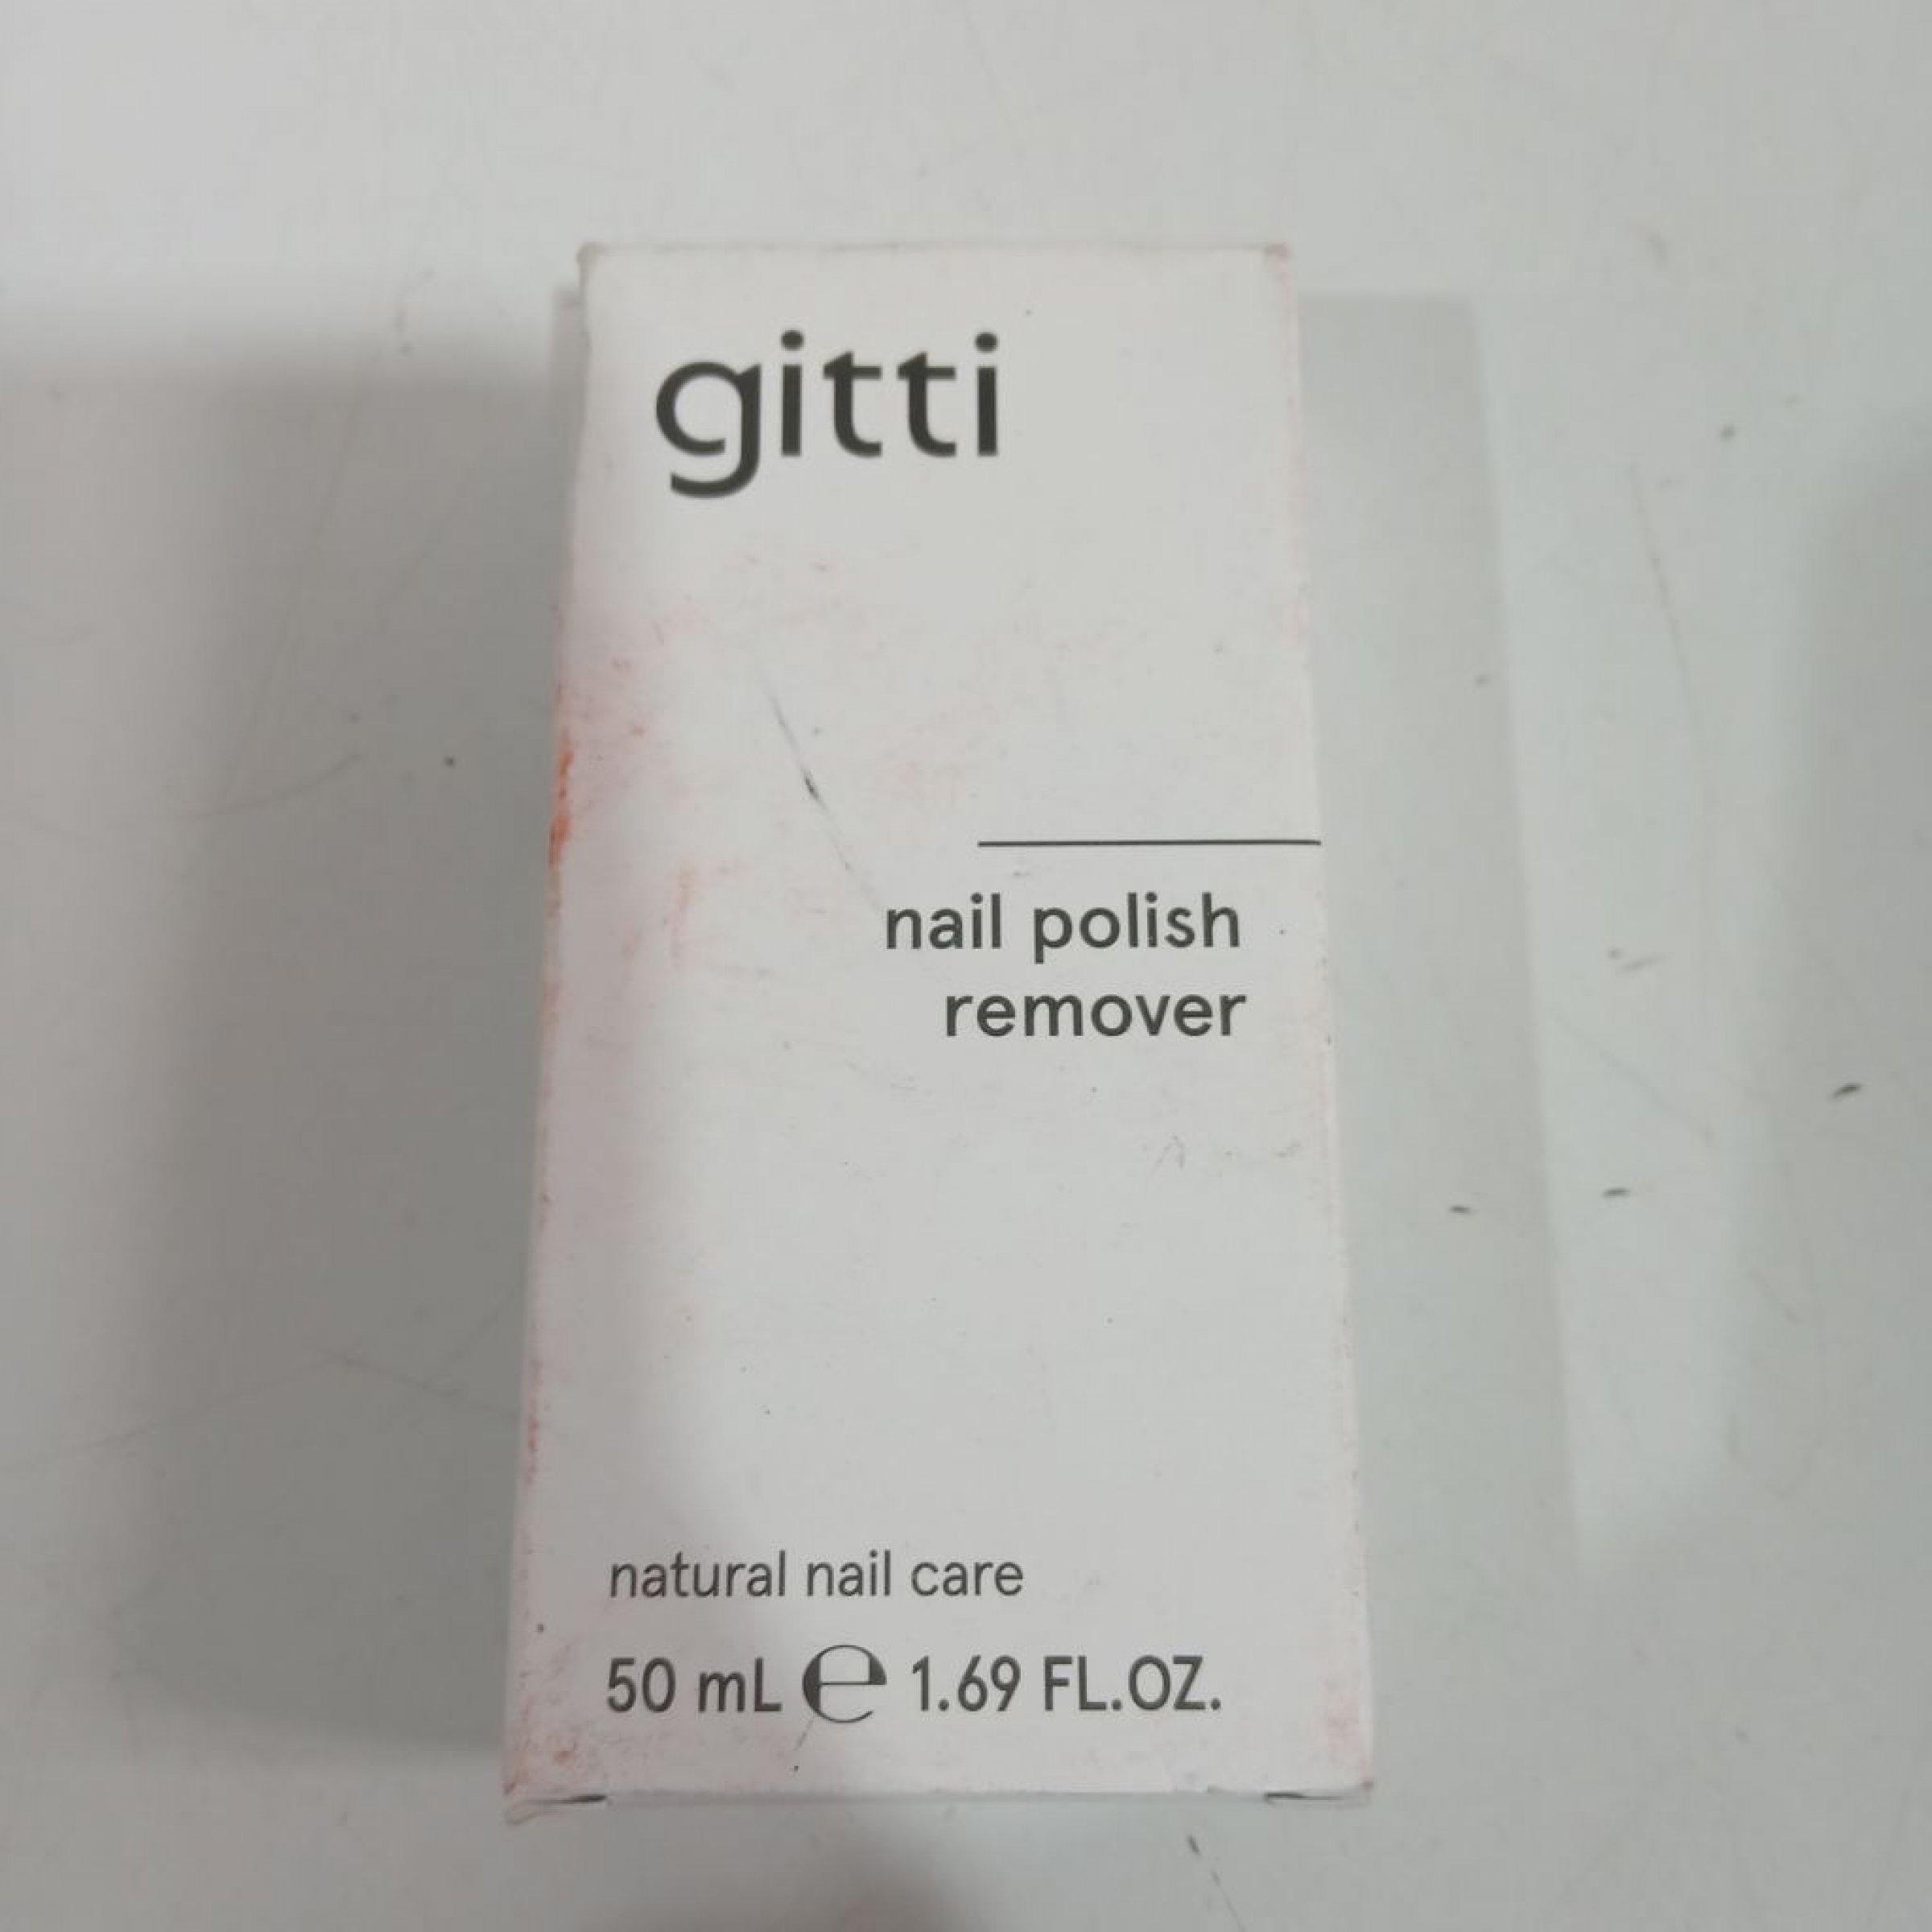 gitti
nail polish
remover
natural nail care
50 mL ℮ 1.69 FL.OZ.